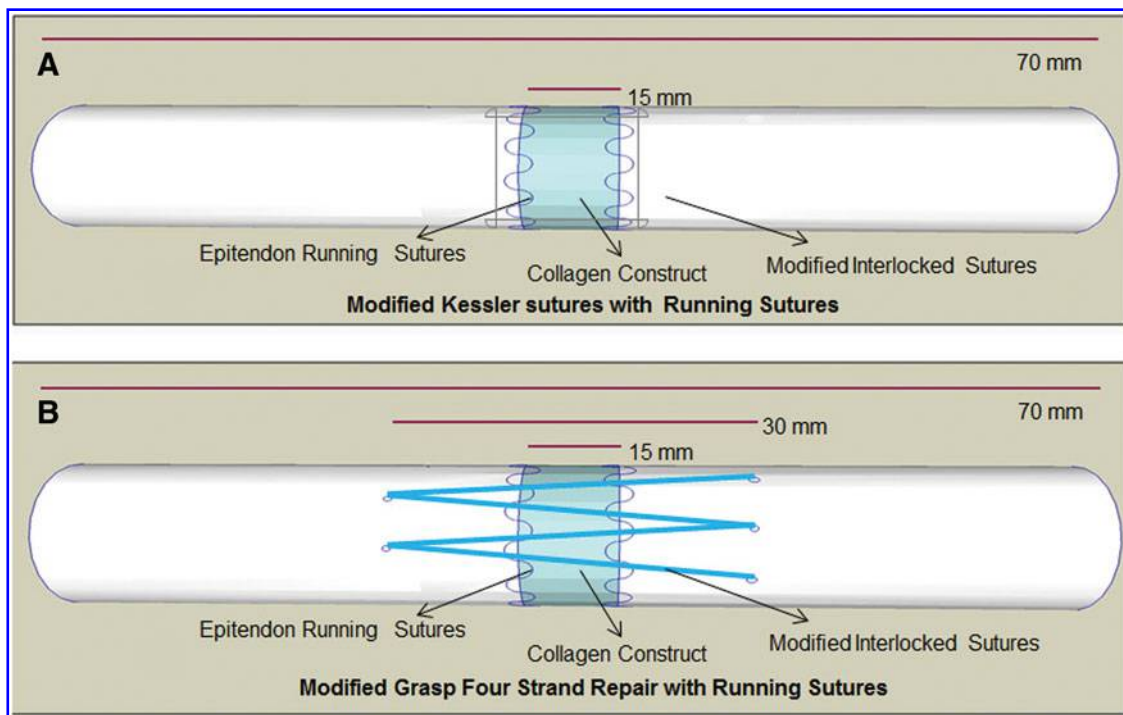 A
70 mm
15 mm
Epitendon Running Sutures
Collagen Construct
Modified Interlocked Sutures
Modified Kessler sutures with Running Sutures
70 mm
B
30 mm
15 mm
Epitendon Running Sutures
Collagen Construct
Modified Interlocked Sutures
Modified Grasp Four Strand Repair with Running Sutures